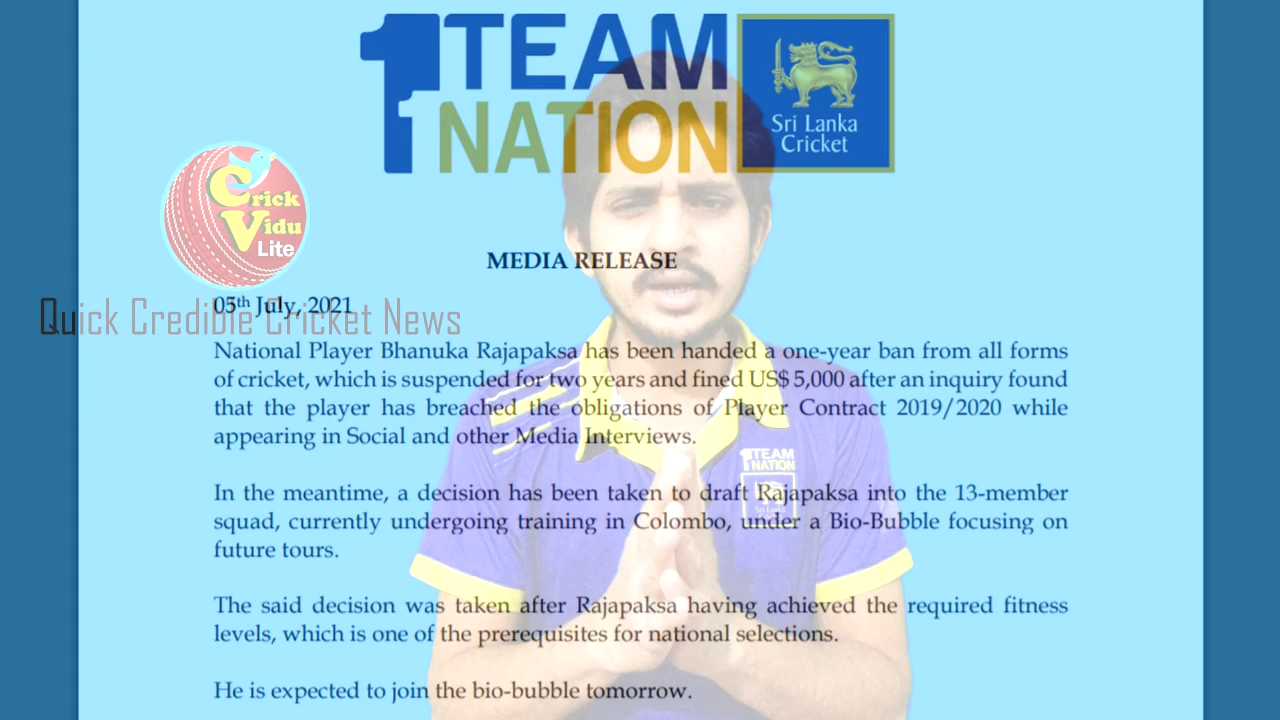 1 TEAM
1 NATION
Sri Lanka
Cricket
Crick
Vidu
Lite
MEDIA RELEASE
05th July, 2021
Quick Credible Cricket News
National Player Bhanuka Rajapaksa has been handed a one-year ban from all forms
of cricket, which is suspended for two years and fined US$ 5,000 after an inquiry found
that the player has breached the obligations of Player Contract 2019/2020 while
appearing in Social and other Media Interviews.
1TEAM
1NATION
Sri Lanka
In the meantime, a decision has been taken to draft Rajapaksa into the 13-member
squad, currently undergoing training in Colombo, under a Bio-Bubble focusing on
future tours.
The said decision was taken after Rajapaksa having achieved the required fitness
levels, which is one of the prerequisites for national selections.
He is expected to join the bio-bubble tomorrow.